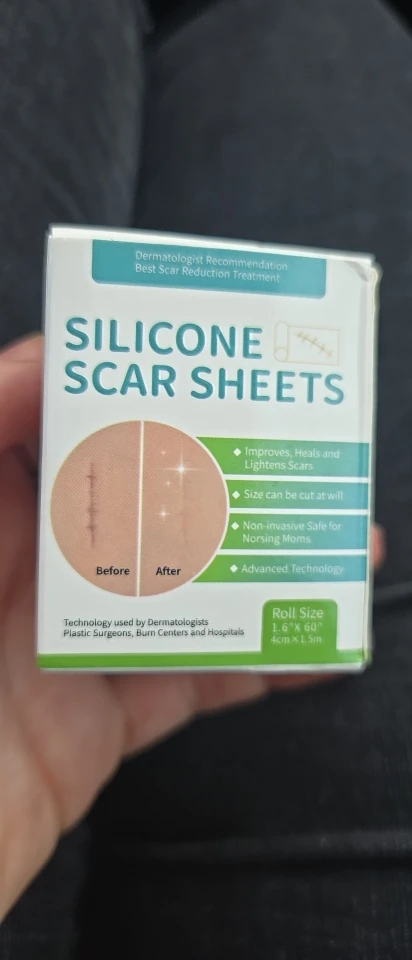 Dermatologist Recommendation
Best Scar Reduction Treatment
SILICONE
SCAR SHEETS
Improves, Heals and
Lightens Scars
Size can be cut at will
Non-invasive Safe for
Norsing Moms
Advanced Technology
Before After
Technology used by Dermatologists
Plastic Surgeons, Burn Centers and Hospitals
Roll Size
1.6"X 60"
4cm×1.5m